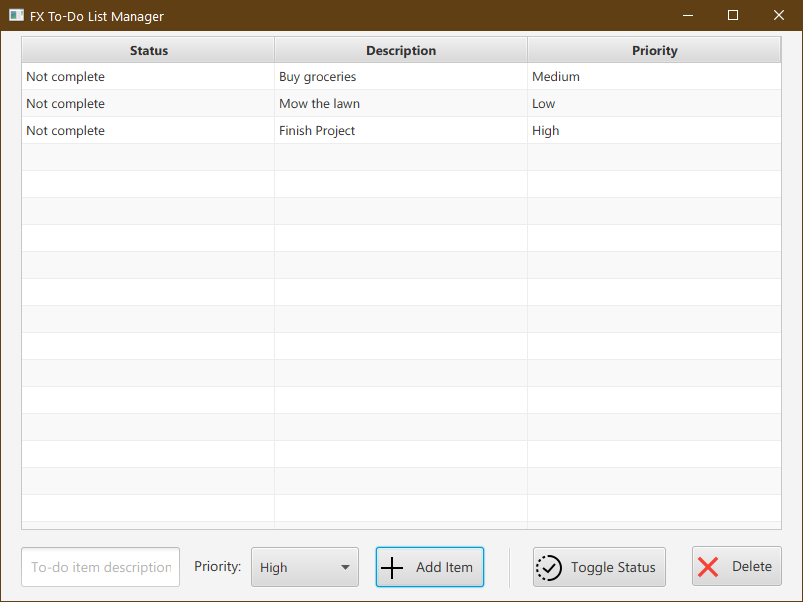 FX To-Do List Manager
Status Description Priority
Not complete Buy groceries Medium
Not complete Mow the lawn Low
Not complete Finish Project High
To-do item description Priority: High Add Item Toggle Status Delete